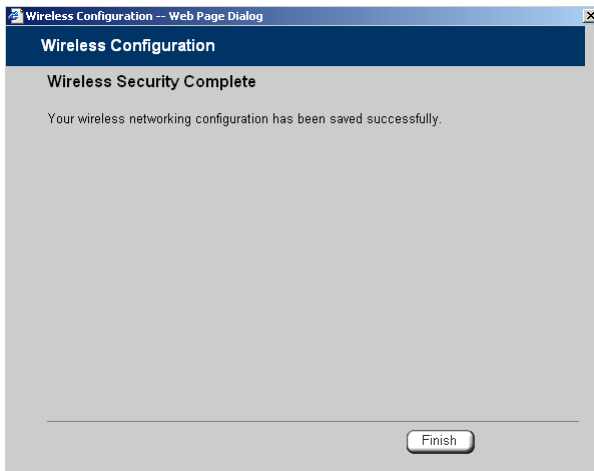 Wireless Configuration -- Web Page Dialog
Wireless Configuration
Wireless Security Complete
Your wireless networking configuration has been saved successfully.
Finish